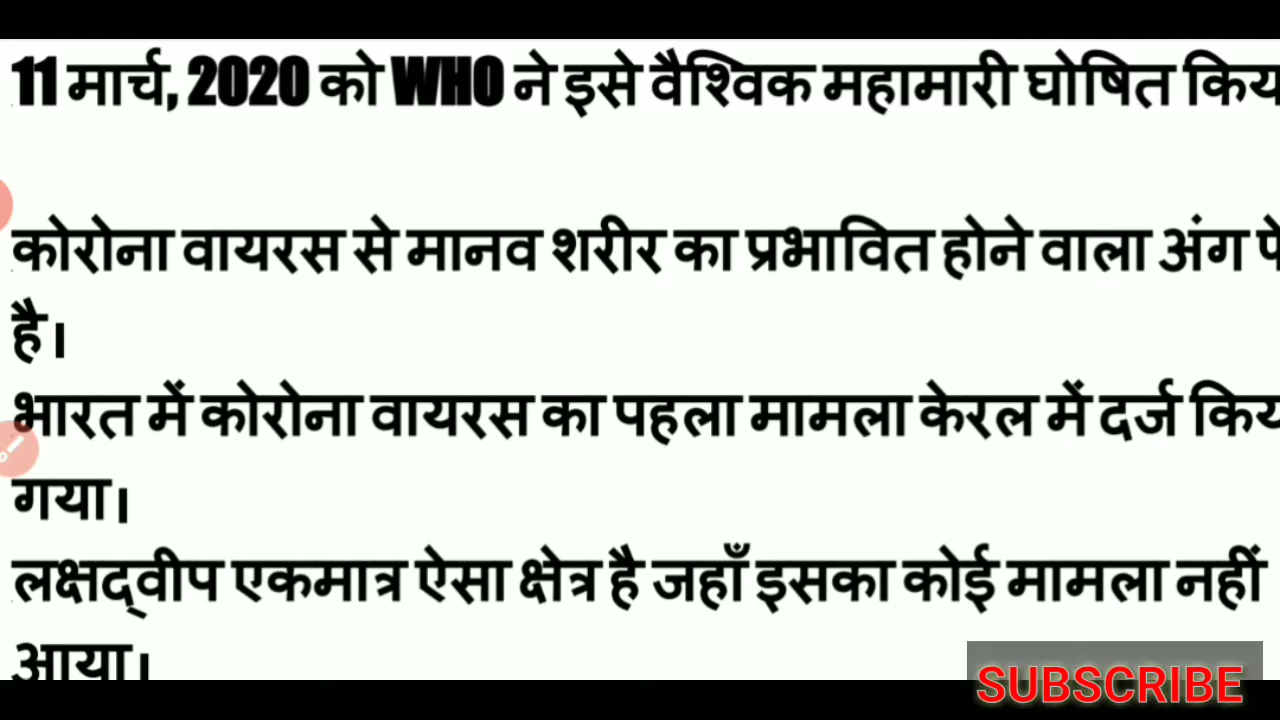 11 मार्च, 2020 को WHO ने इसे वैश्विक महामारी घोषित किय
कोरोना वायरस से मानव शरीर का प्रभावित होने वाला अंग फे
है।
भारत में कोरोना वायरस का पहला मामला केरल में दर्ज किय
गया।
लक्षद्वीप एकमात्र ऐसा क्षेत्र है जहाँ इसका कोई मामला नहीं
आया।
SUBSCRIBE